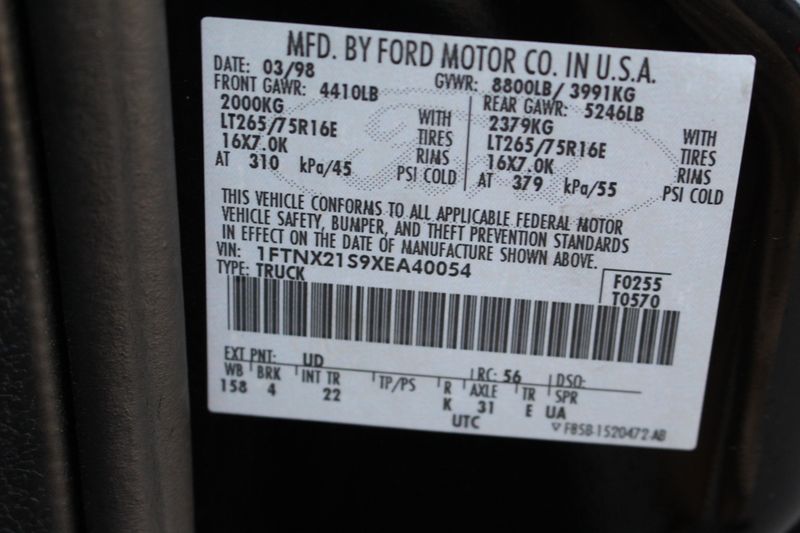 MFD. BY FORD MOTOR CO. IN U.S.A.
DATE: 03/98 GVWR: 8800LB/ 3991KG
FRONT GAWR: 4410LB REAR GAWR: 5246LB
2000KG WITH 2379KG WITH
LT265/75R16E TIRES LT265/75R16E TIRES
16X7.0K RIMS 16X7.0K RIMS
AT 310 kPa/45 PSI COLD AT 379 kPa/55 PSI COLD
THIS VEHICLE CONFORMS TO ALL APPLICABLE FEDERAL MOTOR
VEHICLE SAFETY, BUMPER, AND THEFT PREVENTION STANDARDS
IN EFFECT ON THE DATE OF MANUFACTURE SHOWN ABOVE.
VIN: 1FTNX21S9XEA40054 F0255
TYPE: TRUCK T0570
EXT PNT: UD RC: 56 DSO:
WB BRK INT TR TP/PS R AXLE TR SPR
158 4 22 K 31 E UA
UTC
▽ F85B-1520472-AB